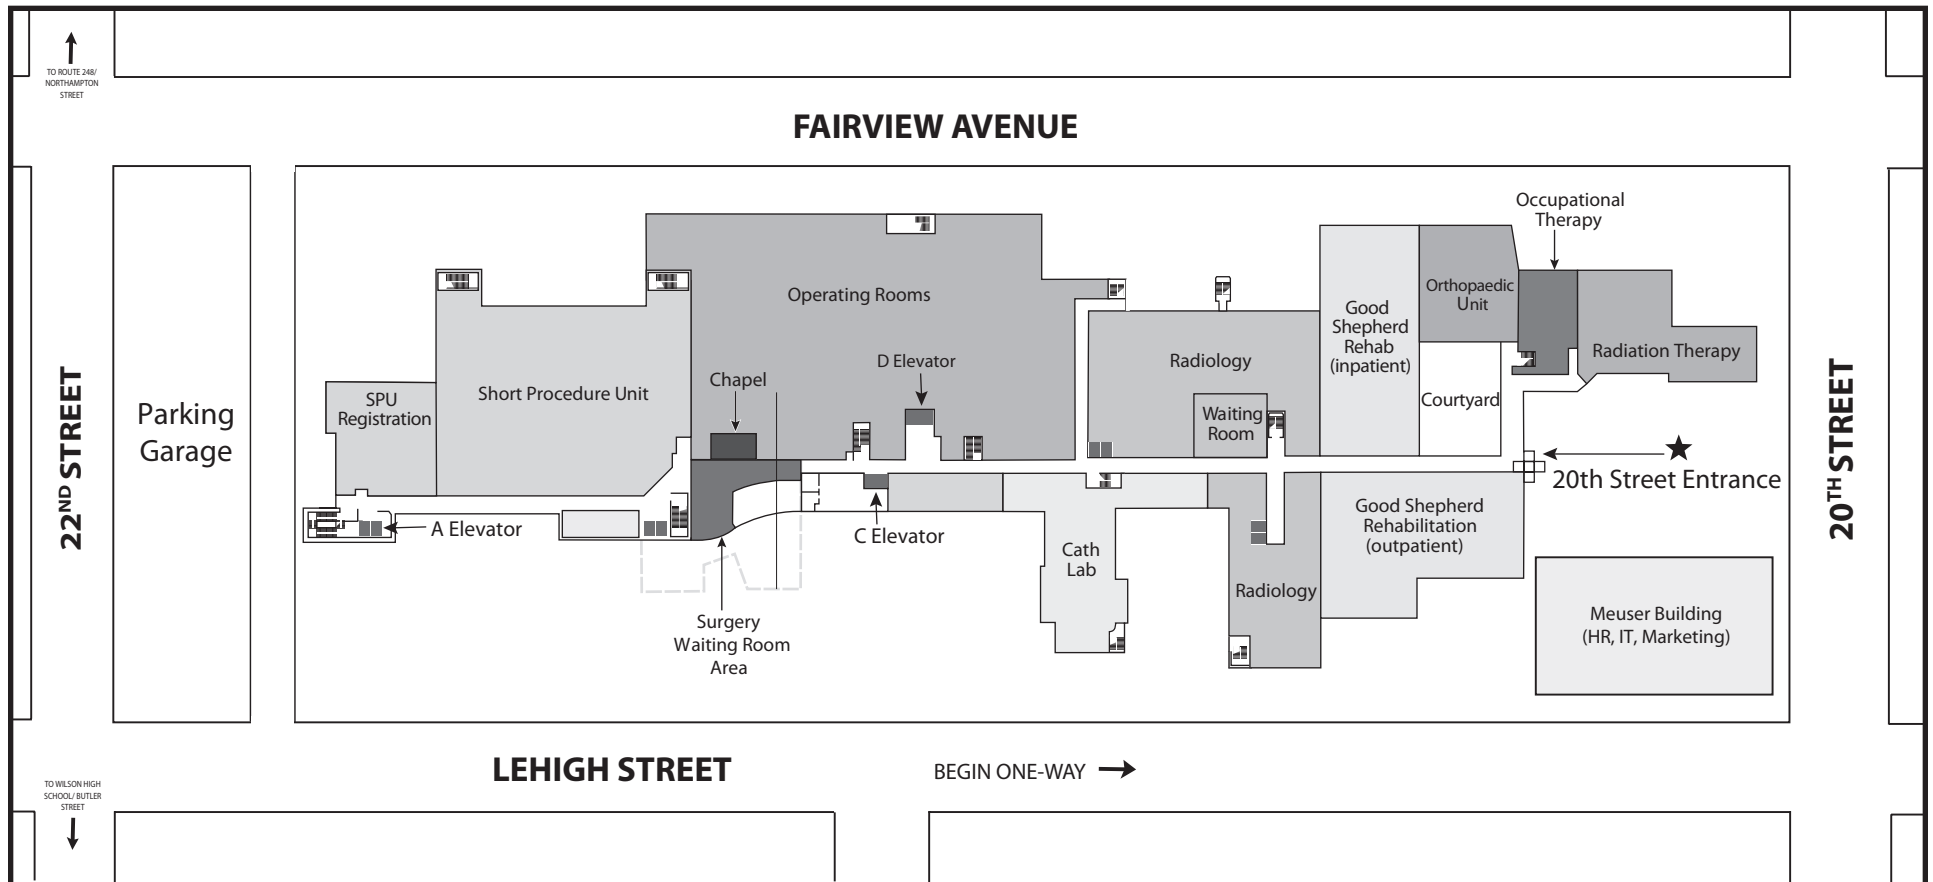 TO ROUTE 248/
NORTHAMPTON
STREET
FAIRVIEW AVENUE
Occupational
Therapy
Operating Rooms
Orthopaedic
Unit
Good
Shepherd
Rehab
(inpatient)
D Elevator
Radiology
Radiation Therapy
Chapel
Short Procedure Unit
SPU
Registration
Courtyard
Waiting
Room
Parking
Garage
22ND STREET
20TH STREET
20th Street Entrance
A Elevator
C Elevator
Good Shepherd
Rehabilitation
(outpatient)
Cath
Lab
Radiology
Surgery
Waiting Room
Area
Meuser Building
(HR, IT, Marketing)
LEHIGH STREET
BEGIN ONE-WAY
TO WILSON HIGH
SCHOOL/ BUTLER
STREET